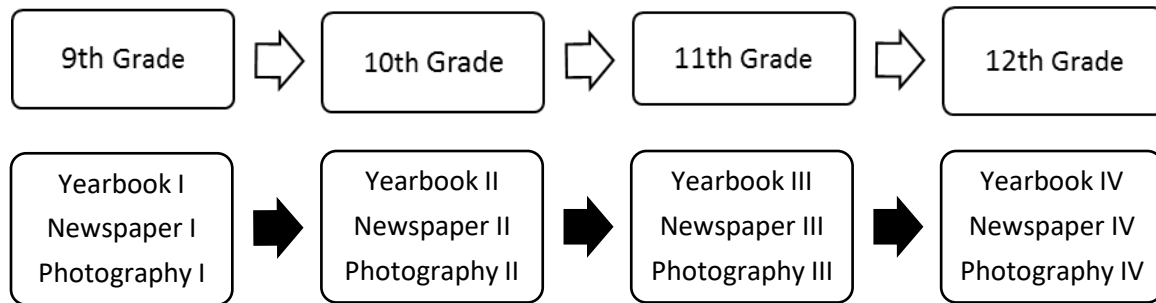 9th Grade
10th Grade
11th Grade
12th Grade
Yearbook I
Newspaper I
Photography I
Yearbook II
Newspaper II
Photography II
Yearbook III
Newspaper III
Photography III
Yearbook IV
Newspaper IV
Photography IV